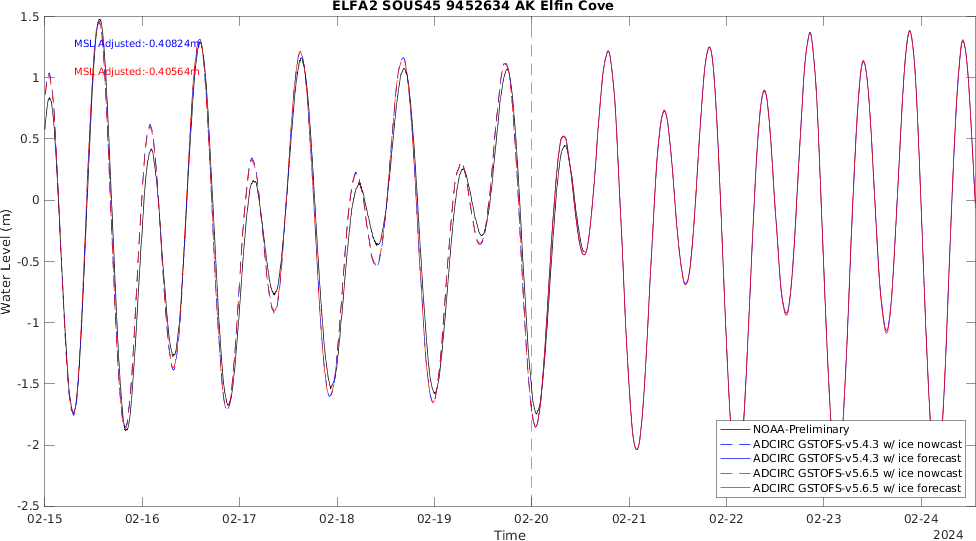 ELFA2 SOUS45 9452634 AK Elfin Cove
MSL Adjusted:-0.40824m
MSL Adjusted:-0.40564m
Water Level (m)
1.5
1
0.5
0
-0.5
-1
-1.5
-2
-2.5
NOAA-Preliminary
ADCIRC GSTOFS-v5.4.3 w/ ice nowcast
ADCIRC GSTOFS-v5.4.3 w/ ice forecast
ADCIRC GSTOFS-v5.6.5 w/ ice nowcast
ADCIRC GSTOFS-v5.6.5 w/ ice forecast
02-15 02-16 02-17 02-18 02-19 02-20 02-21 02-22 02-23 02-24
Time
2024